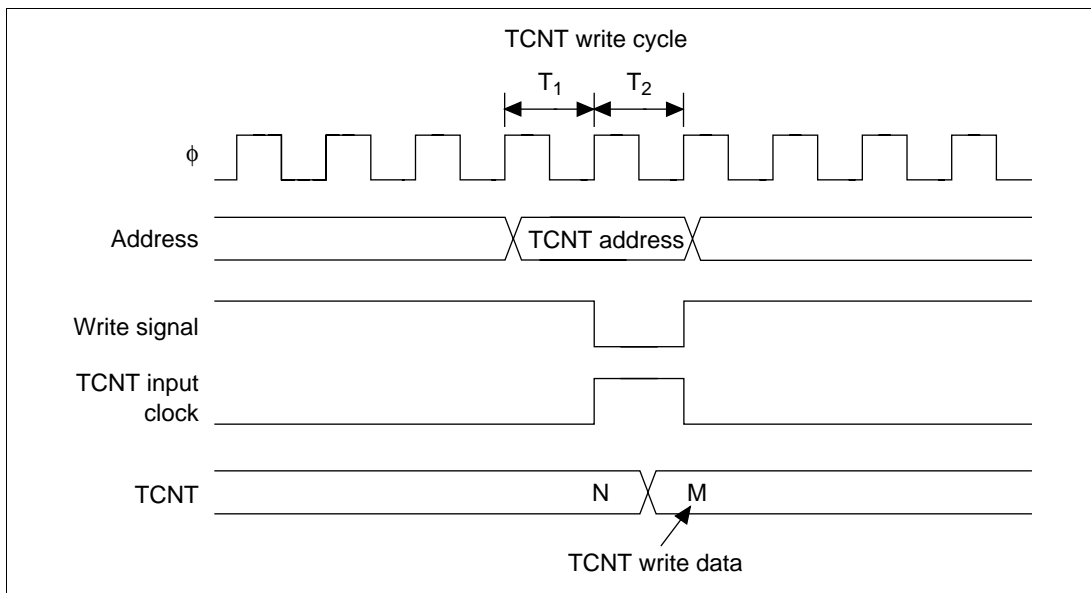 TCNT write cycle
T1 T2
ϕ
Address
TCNT address
Write signal
TCNT input
clock
TCNT
N M
TCNT write data